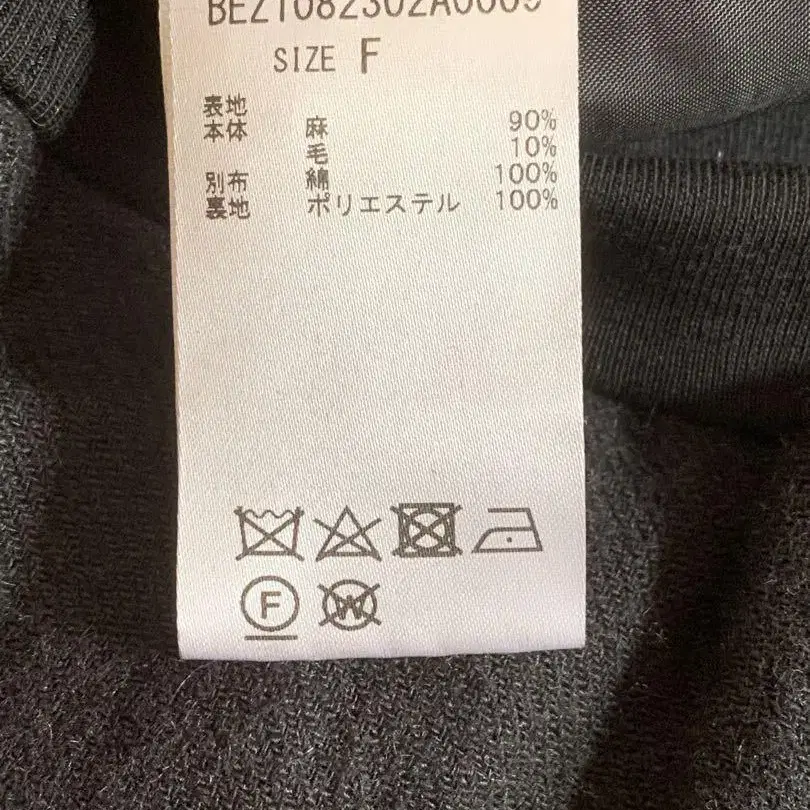 BE21082302A0009
SIZE F
表地
本体 麻 90%
毛 10%
別布 綿 100%
裏地 ポリエステル 100%
F W